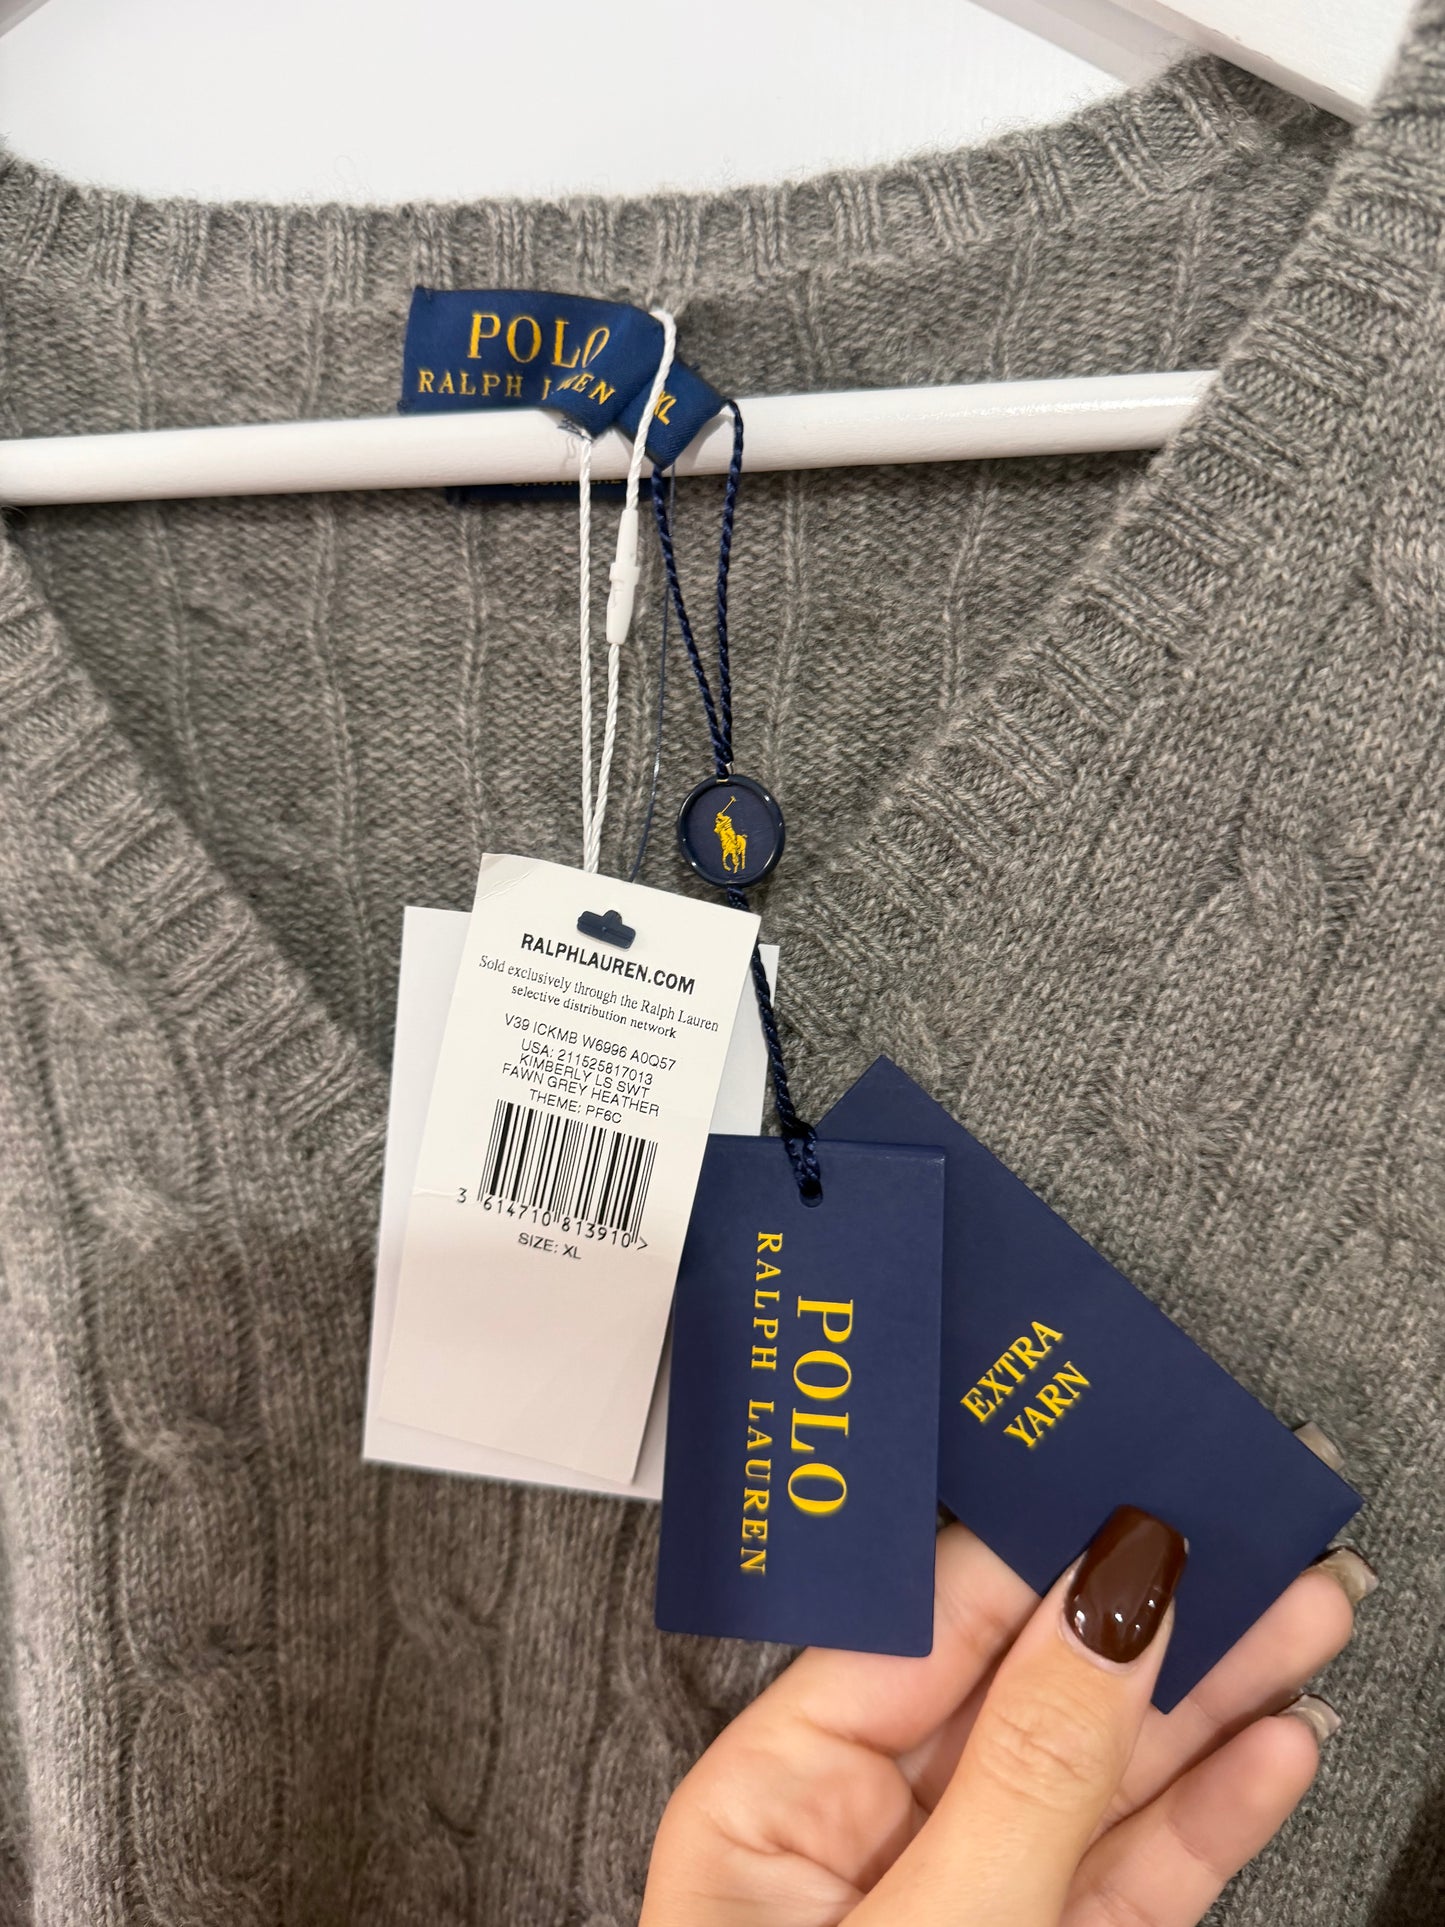 POLO
RALPH LAUREN
XL
RALPHLAUREN.COM
Sold exclusively through the Ralph Lauren
selective distribution network
V39 ICKMB W6996 A0Q57
USA: 211525817013
KIMBERLY LS SWT
FAWN GREY HEATHER
THEME: PF6C
3 614710 813910 >
SIZE: XL
POLO
RALPH LAUREN
EXTRA
YARN